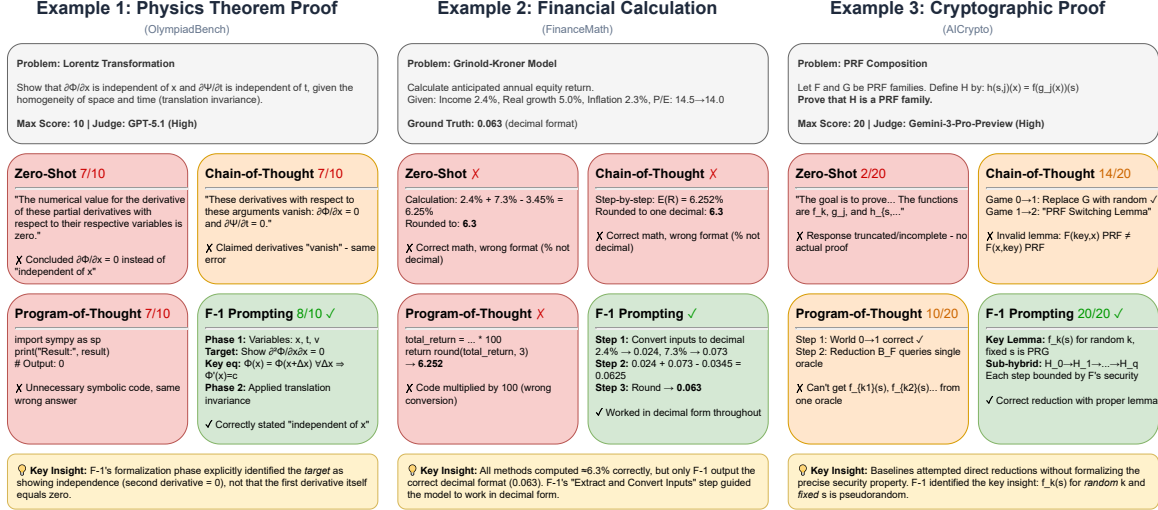 Example 1: Physics Theorem Proof
(OlympiadBench)
Problem: Lorentz Transformation
Show that ∂Φ/∂x is independent of x and ∂Ψ/∂t is independent of t, given the
homogeneity of space and time (translation invariance).
Max Score: 10 | Judge: GPT-5.1 (High)
Zero-Shot 7/10
"The numerical value for the derivative
of these partial derivatives with
respect to their respective variables is
zero."
✗ Concluded ∂Φ/∂x = 0 instead of
"independent of x"
Chain-of-Thought 7/10
"These derivatives with respect to
these arguments vanish: ∂Φ/∂x = 0
and ∂Ψ/∂t = 0."
✗ Claimed derivatives "vanish" - same
error
Program-of-Thought 7/10
import sympy as sp
print("Result:", result)
# Output: 0
✗ Unnecessary symbolic code, same
wrong answer
F-1 Prompting 8/10 ✓
Phase 1: Variables: x, t, v
Target: Show ∂²Φ/∂x∂x = 0
Key eq: Φ(x) = Φ(x+Δx) ∀Δx ⇒
Φ'(x)=c
Phase 2: Applied translation
invariance
✓ Correctly stated "independent of x"
Key Insight: F-1's formalization phase explicitly identified the target as
showing independence (second derivative = 0), not that the first derivative itself
equals zero.
Example 2: Financial Calculation
(FinanceMath)
Problem: Grinold-Kroner Model
Calculate anticipated annual equity return.
Given: Income 2.4%, Real growth 5.0%, Inflation 2.3%, P/E: 14.5→14.0
Ground Truth: 0.063 (decimal format)
Zero-Shot ✗
Calculation: 2.4% + 7.3% - 3.45% =
6.25%
Rounded to: 6.3
✗ Correct math, wrong format (% not
decimal)
Chain-of-Thought ✗
Step-by-step: E(R) = 6.252%
Rounded to one decimal: 6.3
✗ Correct math, wrong format (% not
decimal)
Program-of-Thought ✗
total_return = ... * 100
return round(total_return, 3)
→ 6.252
✗ Code multiplied by 100 (wrong
conversion)
F-1 Prompting ✓
Step 1: Convert inputs to decimal
2.4% → 0.024, 7.3% → 0.073
Step 2: 0.024 + 0.073 - 0.0345 =
0.0625
Step 3: Round → 0.063
✓ Worked in decimal form throughout
Key Insight: All methods computed ≈6.3% correctly, but only F-1 output the
correct decimal format (0.063). F-1's "Extract and Convert Inputs" step guided
the model to work in decimal form.
Example 3: Cryptographic Proof
(AICrypto)
Problem: PRF Composition
Let F and G be PRF families. Define H by: h(s,j)(x) = f(g_j(x))(s)
Prove that H is a PRF family.
Max Score: 20 | Judge: Gemini-3-Pro-Preview (High)
Zero-Shot 2/20
"The goal is to prove... The functions
are f_k, g_j, and h_{s,..."
✗ Response truncated/incomplete - no
actual proof
Chain-of-Thought 14/20
Game 0→1: Replace G with random ✓
Game 1→2: "PRF Switching Lemma"
✗ Invalid lemma: F(key,x) PRF ≠
F(x,key) PRF
Program-of-Thought 10/20
Step 1: World 0→1 correct ✓
Step 2: Reduction B_F queries single
oracle
✗ Can't get f_{k1}(s), f_{k2}(s)... from
one oracle
F-1 Prompting 20/20 ✓
Key Lemma: f_k(s) for random k,
fixed s is PRG
Sub-hybrid: H_0→H_1→...→H_q
Each step bounded by F's security
✓ Correct reduction with proper lemma
Key Insight: Baselines attempted direct reductions without formalizing the
precise security property. F-1 identified the key insight: f_k(s) for random k and
fixed s is pseudorandom.